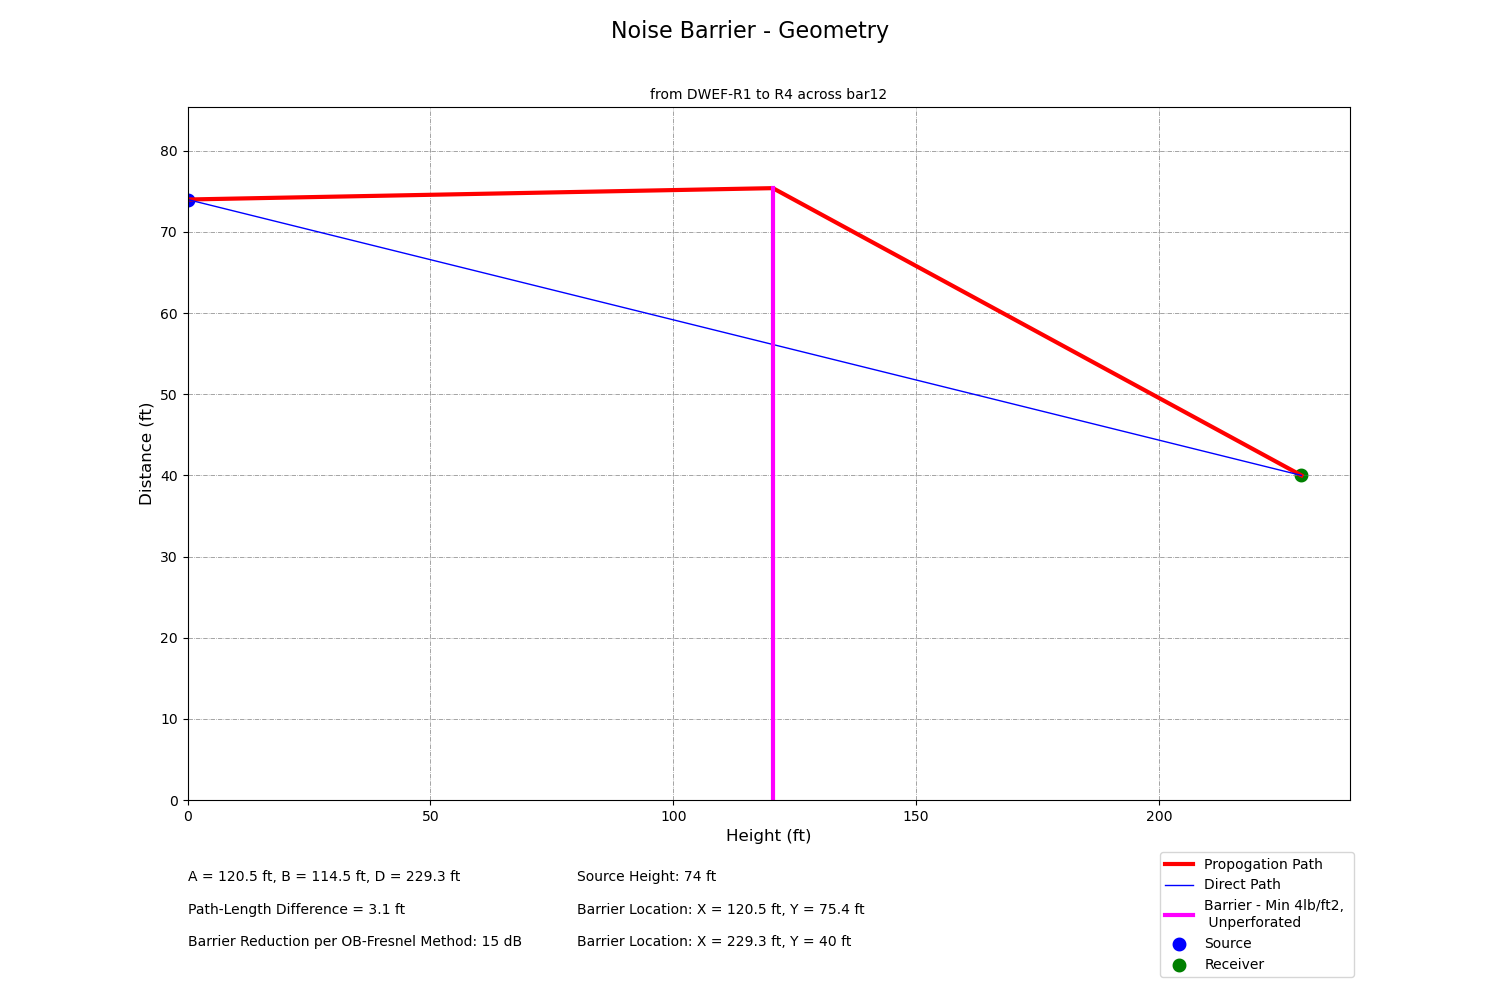 Noise Barrier - Geometry
from DWEF-R1 to R4 across bar12
80
70
60
50
40
30
20
10
0
Distance (ft)
0 50 100 150 200
Height (ft)
A = 120.5 ft, B = 114.5 ft, D = 229.3 ft
Path-Length Difference = 3.1 ft
Barrier Reduction per OB-Fresnel Method: 15 dB
Source Height: 74 ft
Barrier Location: X = 120.5 ft, Y = 75.4 ft
Barrier Location: X = 229.3 ft, Y = 40 ft
Propogation Path
Direct Path
Barrier - Min 4lb/ft2,
Unperforated
Source
Receiver